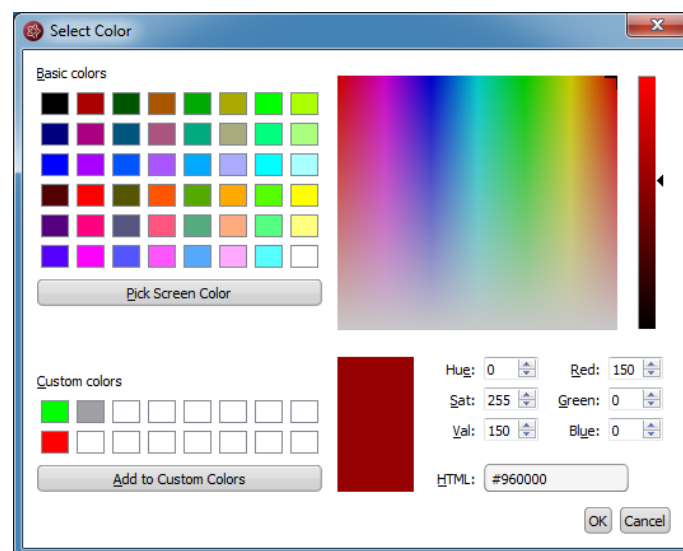 Select Color
Basic colors
Pick Screen Color
Custom colors
Add to Custom Colors
Hue: 0 Red: 150
Sat: 255 Green: 0
Val: 150 Blue: 0
HTML: #960000
OK Cancel